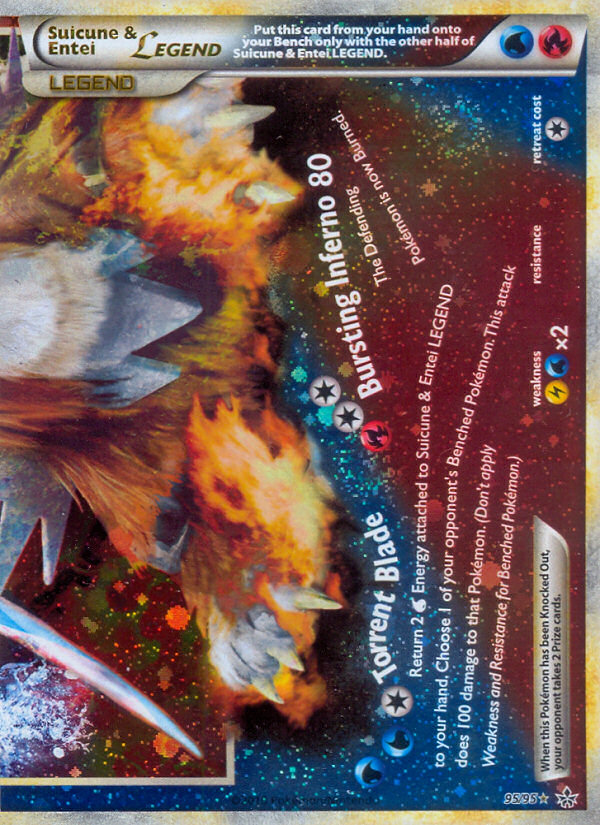 Suicune &
Entei LEGEND
Put this card from your hand onto
your Bench only with the other half of
Suicune & Entei LEGEND.
LEGEND
Bursting Inferno 80
The Defending
Pokémon is now Burned.
Torrent Blade
Return 2 Energy attached to Suicune & Entei LEGEND
to your hand. Choose 1 of your opponent's Benched Pokémon. This attack
does 100 damage to that Pokémon. (Don't apply
Weakness and Resistance for Benched Pokémon.)
weakness
×2
resistance
retreat cost
When this Pokémon has been Knocked Out,
your opponent takes 2 Prize cards.
95/95